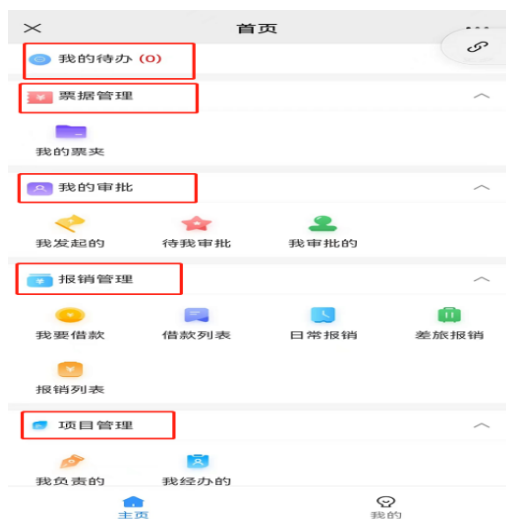 首页
我的待办 (0)
票据管理
我的票夹
我的审批
我发起的 待我审批 我审批的
报销管理
我要借款 借款列表 日常报销 差旅报销
报销列表
项目管理
我负责的 我经办的
主页 我的